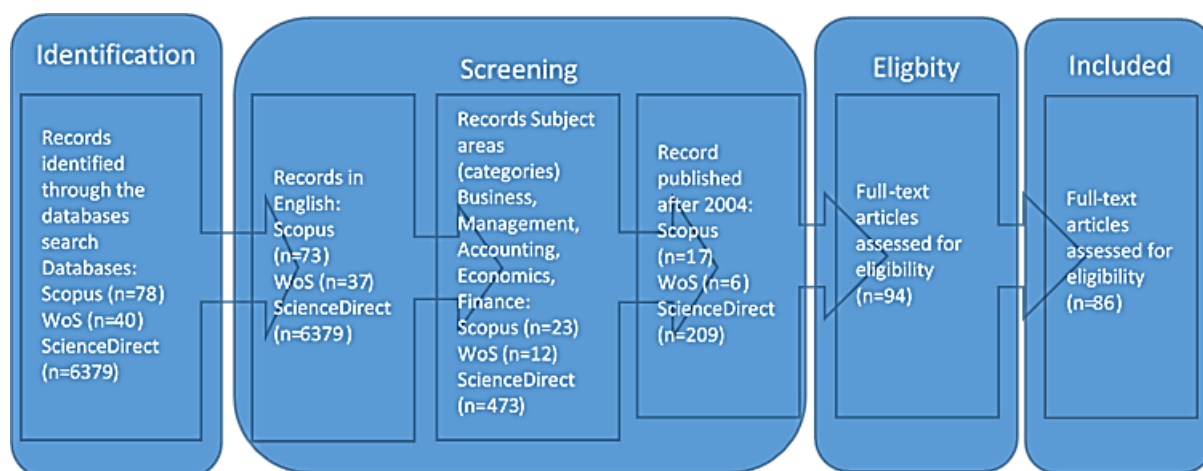 Identification
Records
identified
through the
databases
search
Databases:
Scopus (n=78)
WoS (n=40)
ScienceDirect
(n=6379)
Screening
Records in
English:
Scopus
(n=73)
WoS (n=37)
ScienceDirect
(n=6379)
Records Subject
areas
(categories)
Business,
Management,
Accounting,
Economics,
Finance:
Scopus (n=23)
WoS (n=12)
ScienceDirect
(n=473)
Record
published
after 2004:
Scopus
(n=17)
WoS (n=6)
ScienceDirect
(n=209)
Eligbity
Full-text
articles
assessed for
eligibility
(n=94)
Included
Full-text
articles
assessed for
eligibility
(n=86)